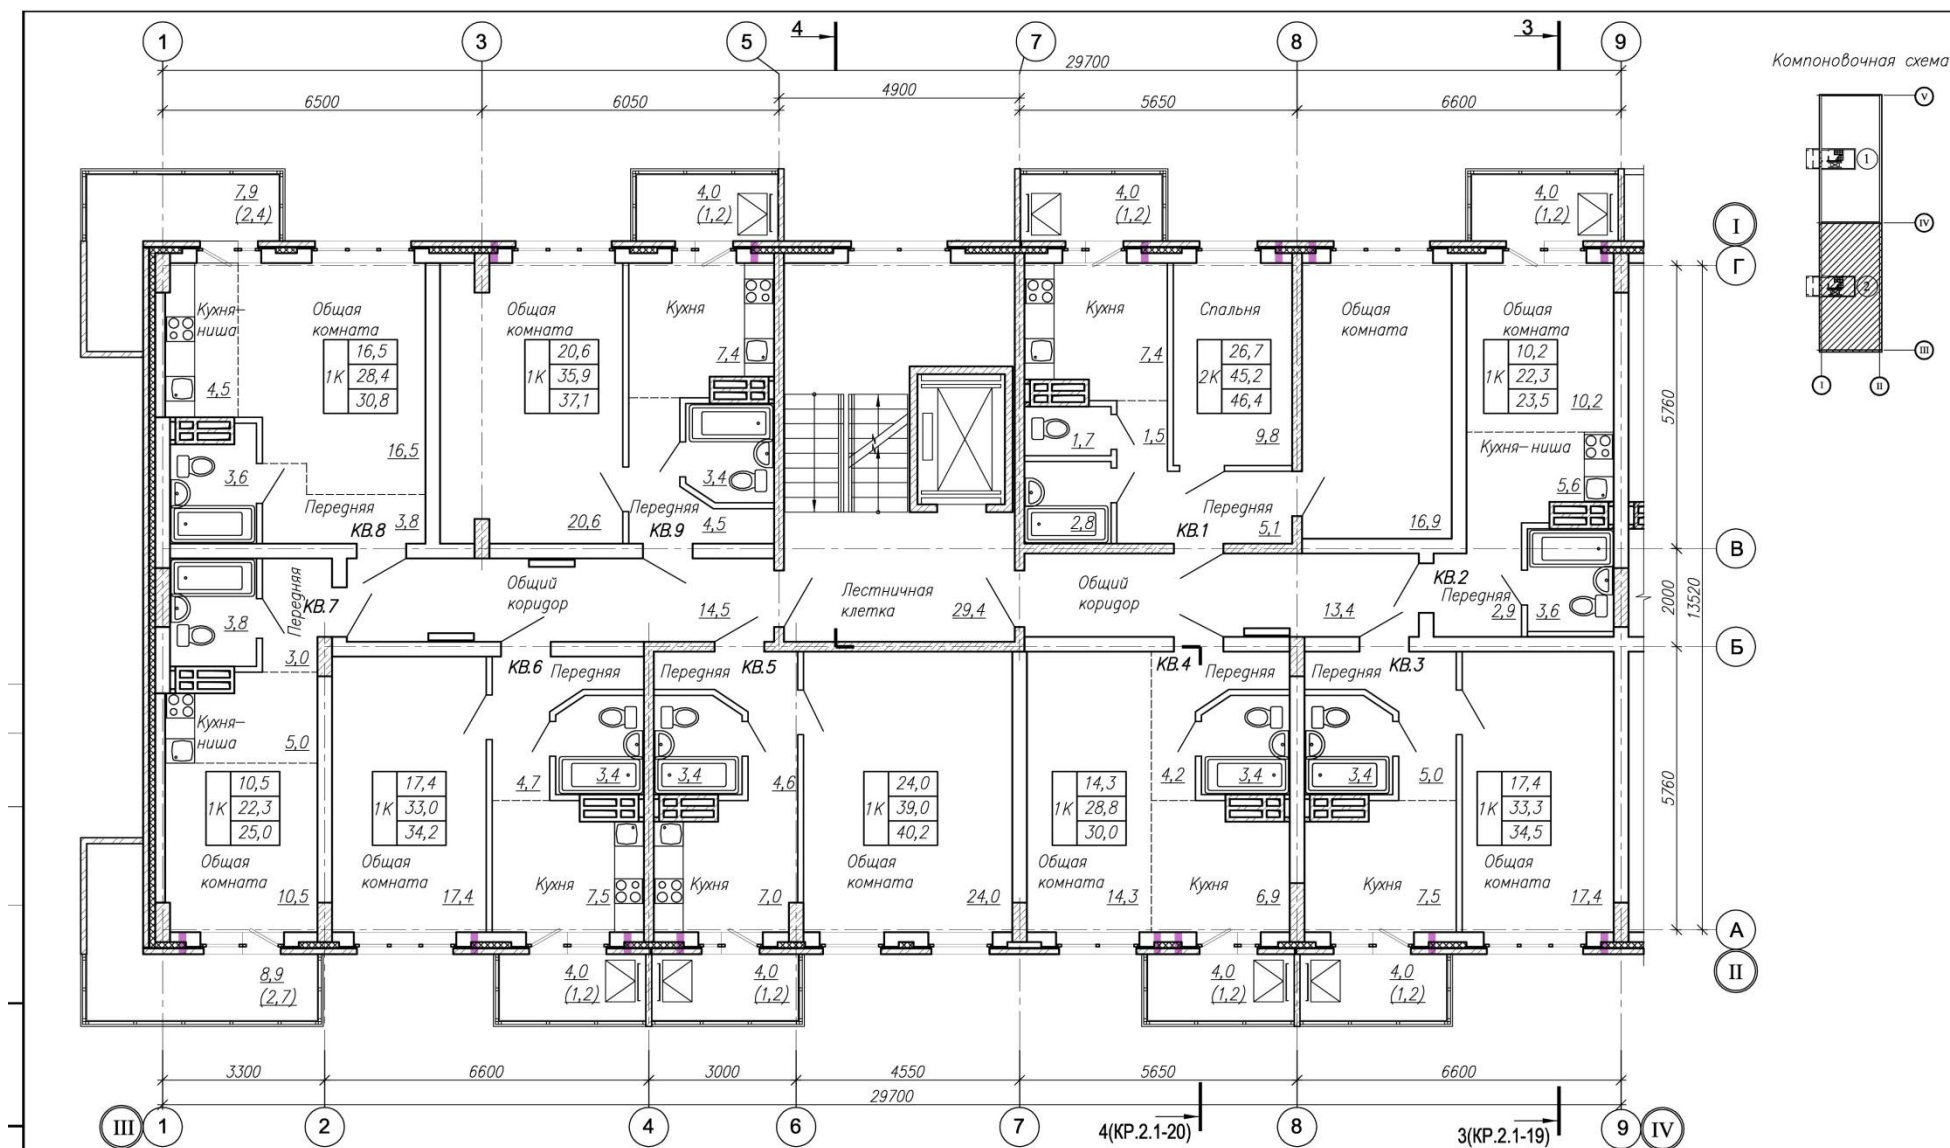 1
3
5
4
7
8
3
9
29700
6500
6050
4900
5650
6600
Компоновочная схема
V
1
IV
2
III
I
II
7,9
(2,4)
4,0
(1,2)
4,0
(1,2)
4,0
(1,2)
I
Г
Кухня-
ниша
4,5
Общая
комната
1К
16,5
28,4
30,8
16,5
3,6
Передняя
3,8
КВ.8
Общая
комната
1К
20,6
35,9
37,1
20,6
Кухня
7,4
3,4
Передняя
4,5
КВ.9
Кухня
7,4
1,7
1,5
2,8
Спальня
2К
26,7
45,2
46,4
9,8
Передняя
5,1
КВ.1
Общая
комната
16,9
Общая
комната
1К
10,2
22,3
23,5
10,2
Кухня-ниша
5,6
5760
2000
13520
5760
В
3,8
Передняя
3,0
КВ.7
Общий
коридор
14,5
Лестничная
клетка
29,4
Общий
коридор
13,4
КВ.2
Передняя
2,9
3,6
Б
КВ.6
Передняя
Передняя
КВ.5
КВ.4
Передняя
Передняя
КВ.3
Кухня-
ниша
5,0
1К
10,5
22,3
25,0
Общая
комната
10,5
1К
17,4
33,0
34,2
Общая
комната
17,4
4,7
3,4
Кухня
7,5
3,4
4,6
Кухня
7,0
1К
24,0
39,0
40,2
Общая
комната
24,0
1К
14,3
28,8
30,0
Общая
комната
14,3
4,2
3,4
Кухня
6,9
3,4
5,0
Кухня
7,5
1К
17,4
33,3
34,5
Общая
комната
17,4
А
II
8,9
(2,7)
4,0
(1,2)
4,0
(1,2)
4,0
(1,2)
4,0
(1,2)
3300
6600
3000
4550
5650
6600
29700
III
1
2
4
6
7
4(КР.2.1-20)
8
3(КР.2.1-19)
9
IV